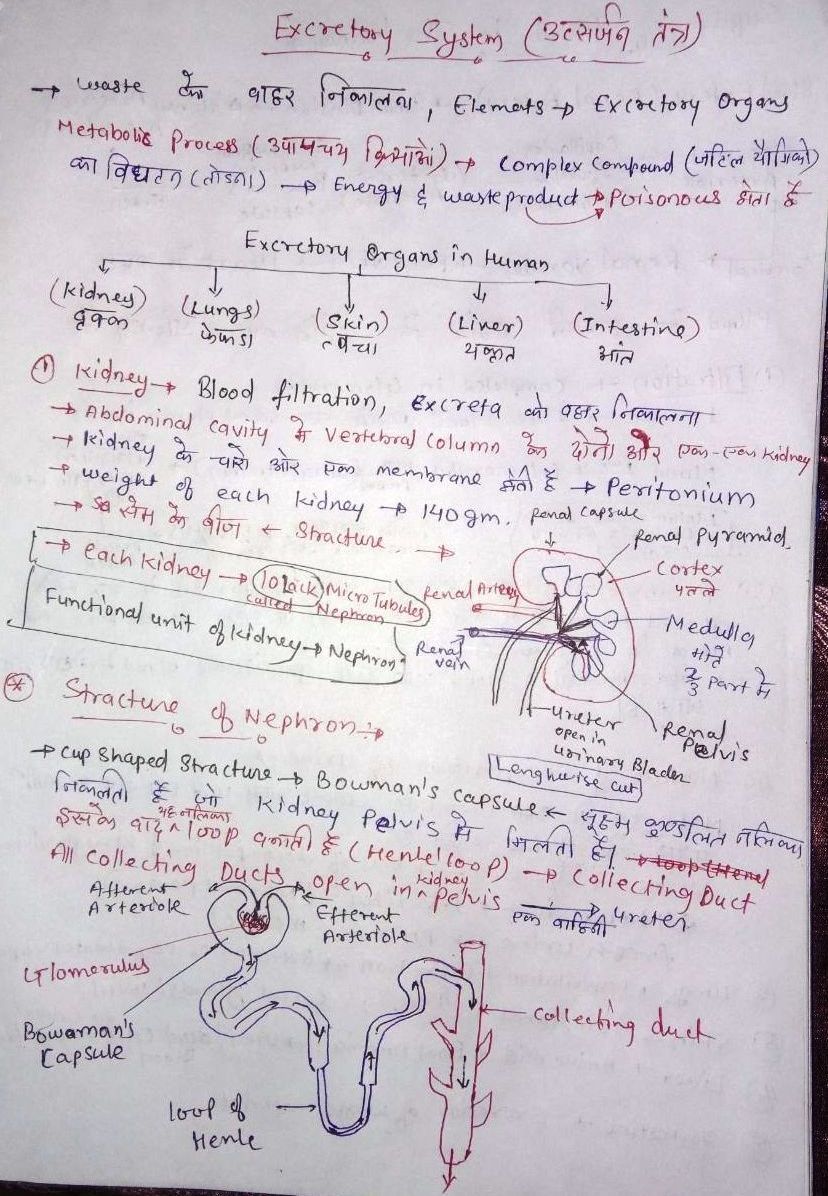 Excretory System (उत्सर्जन तंत्र)
→ waste को बाहर निकालना, Elemats → Excretory Organs
Metabolic Process (उपापचय क्रियाओं) → Complex Compound (जटिल यौगिको)
का विघटन (तोडना) → Energy & waste product → Poisonous होता है
Excretory Organs in Human
(Kidney) (Lungs) (Skin) (Liver) (Intestine)
वृक्क फेफडा त्वचा यकृत आंत
① Kidney → Blood filtration, Excreta को बाहर निकालना
→ Abdominal cavity मे vertebral column के दोनो ओर एक-एक kidney
→ kidney के चारो ओर एक membrane होती है → Peritonium
→ weight of each kidney → 140 gm.
→ सेम के बीज ← Stracture. →
→ each kidney → 10 Lack Micro Tubules
called Nephron
Functional unit of kidney → Nephron
Renal Capsule
Renal Pyramid
Cortex
पतले
Renal Artery
Medulla
मोटे
2/3 part मे
Renal vein
ureter
open in
urinary Blader
Renal Pelvis
Lenghwise cut
Stracture of Nephron :→
→ Cup Shaped Stracture → Bowman's capsule ← सूक्ष्म कुण्डलित नलिका
निकलती है जो kidney Pelvis मे मिलती है।
इसके बाद यह नलिका loop बनाती है (Henle' loop) → Collecting Duct
All Collecting Ducts → open in kidney pelvis एक वाहिनी → ureter
Afferent
Arteriole
Efferent
Arteriole
Glomerulus
Bowaman's
Capsule
Collecting duct
loop of
Henle